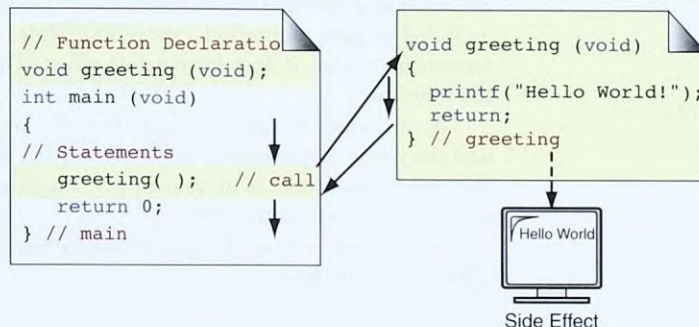 // Function Declaratio
void greeting (void);
int main (void)
{
// Statements
greeting( ); // call
return 0;
} // main
void greeting (void)
{
printf("Hello World!");
return;
} // greeting
Hello World
Side Effect